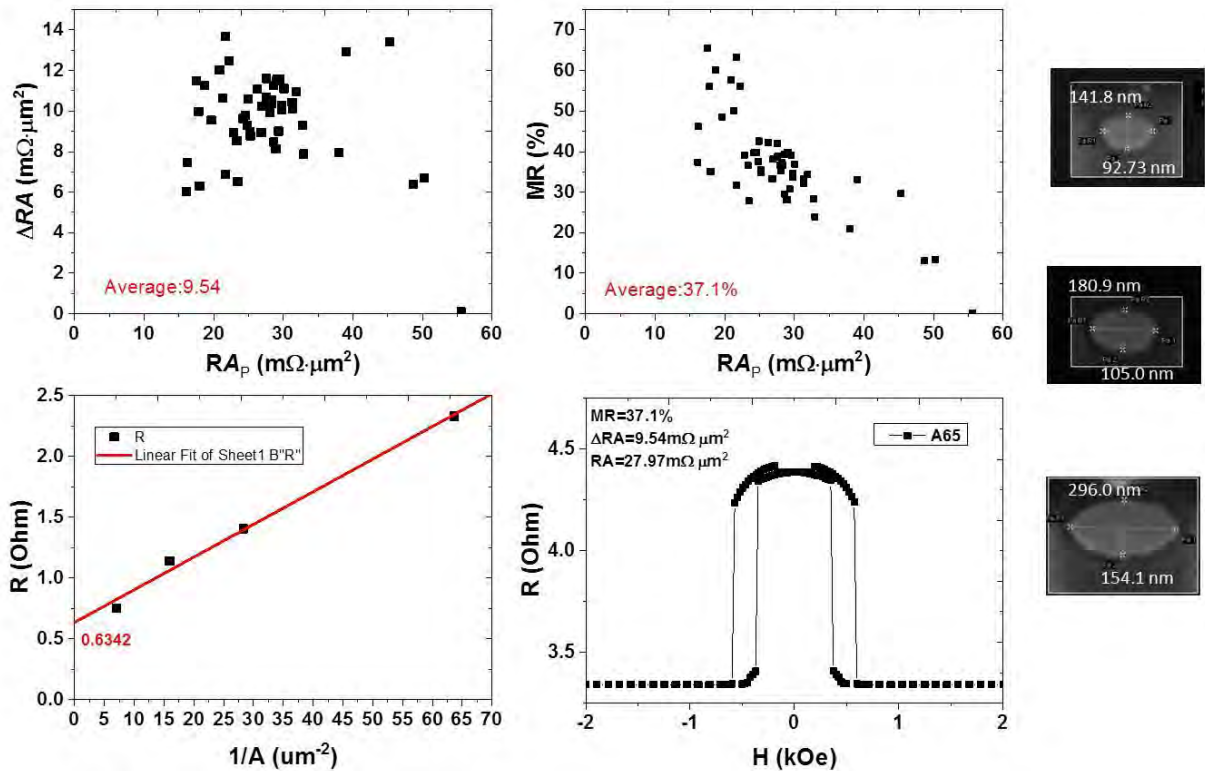 14
12
10
8
6
4
2
0
ΔRA (mΩ·μm²)
Average:9.54
0 10 20 30 40 50 60
RA_P (mΩ·μm²)
75
70
60
50
40
30
20
10
0
MR (%)
Average:37.1%
0 10 20 30 40 50 60
RA_P (mΩ·μm²)
141.8 nm
92.73 nm
180.9 nm
105.0 nm
296.0 nm
154.1 nm
2.5
2.0
1.5
1.0
0.5
0.0
R (Ohm)
R
Linear Fit of Sheet1 B"R"
0.6342
0 5 10 15 20 25 30 35 40 45 50 55 60 65 70
1/A (um⁻²)
4.5
4.0
3.5
R (Ohm)
MR=37.1%
ΔRA=9.54mΩ μm²
RA=27.97mΩ μm²
A65
-2 -1 0 1 2
H (kOe)